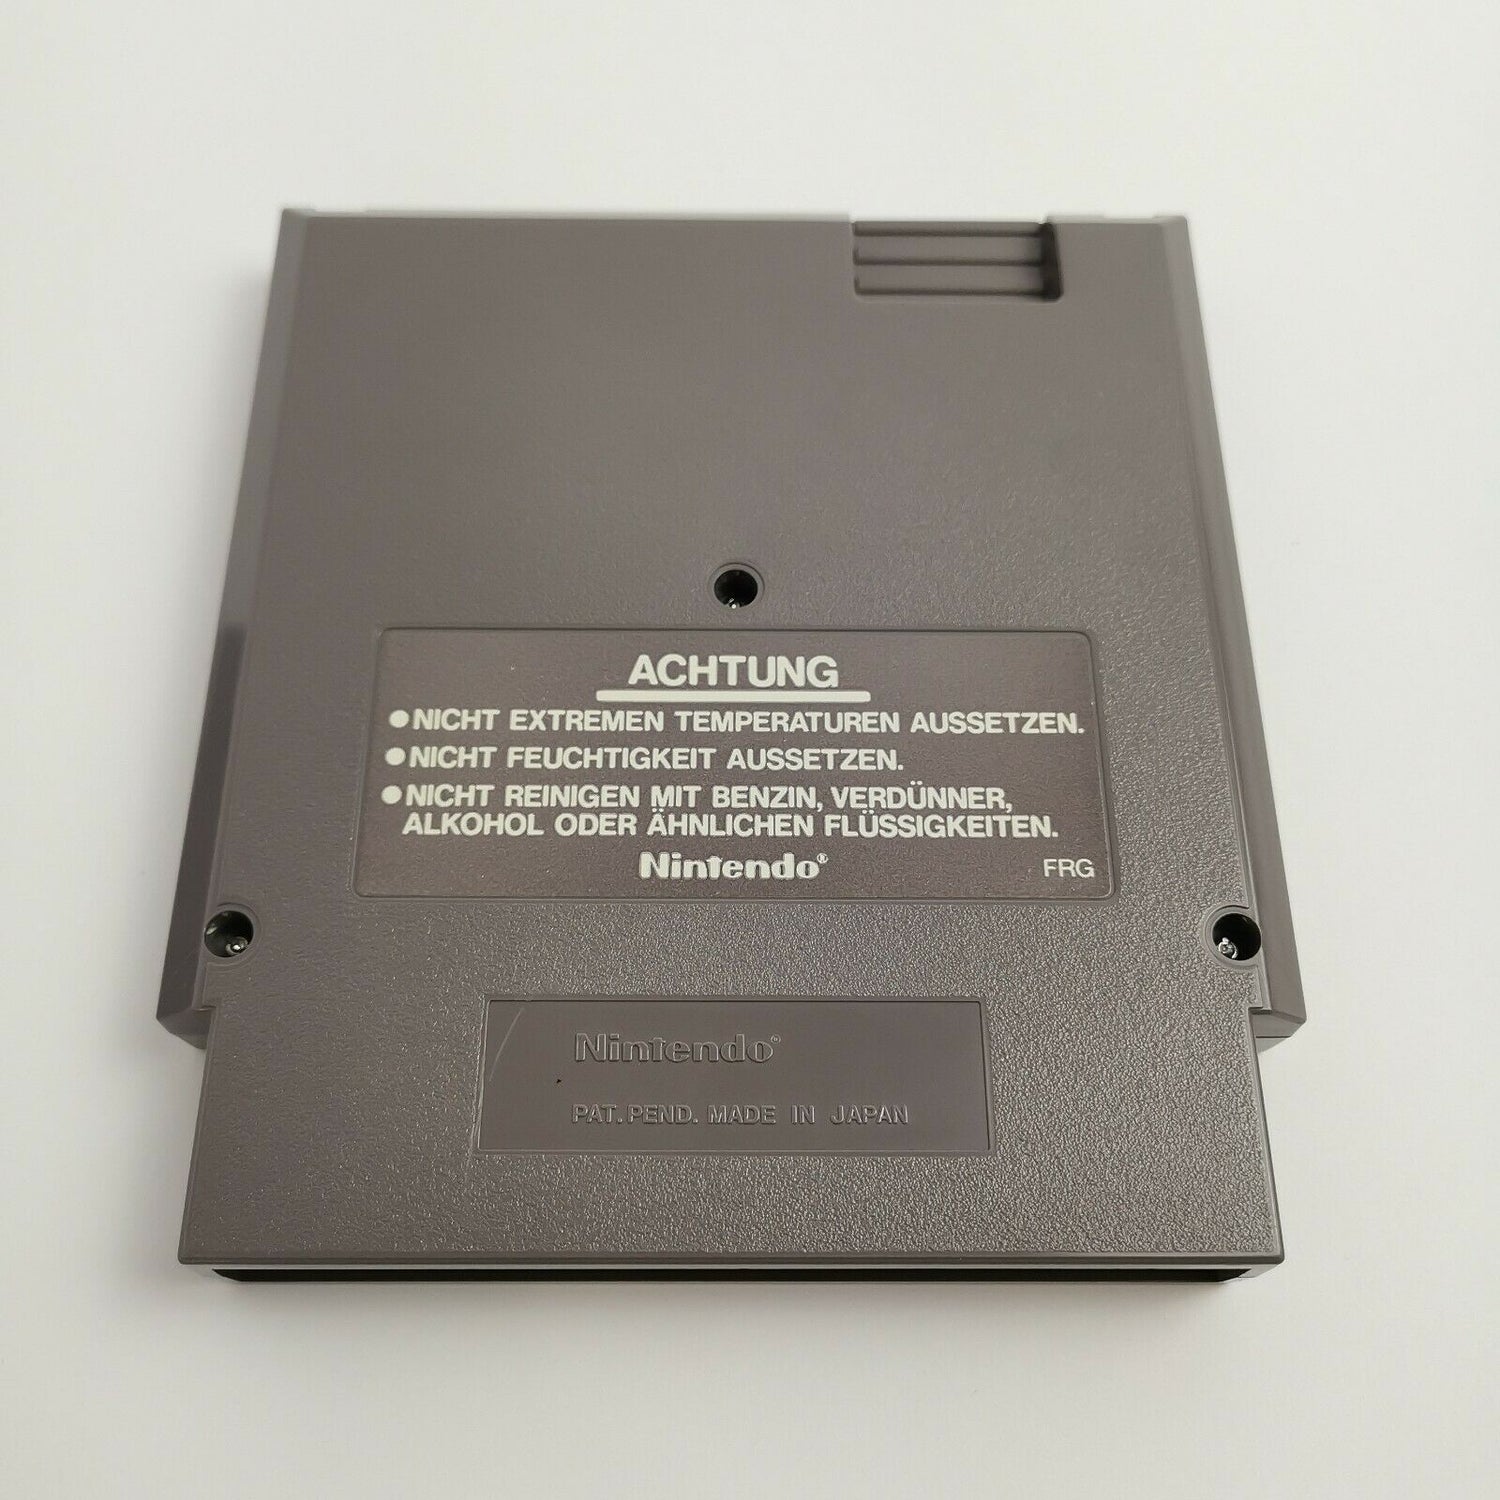 ACHTUNG
●NICHT EXTREMEN TEMPERATUREN AUSSETZEN.
●NICHT FEUCHTIGKEIT AUSSETZEN.
●NICHT REINIGEN MIT BENZIN, VERDÜNNER,
ALKOHOL ODER ÄHNLICHEN FLÜSSIGKEITEN.
Nintendo® FRG
Nintendo®
PAT. PEND. MADE IN JAPAN